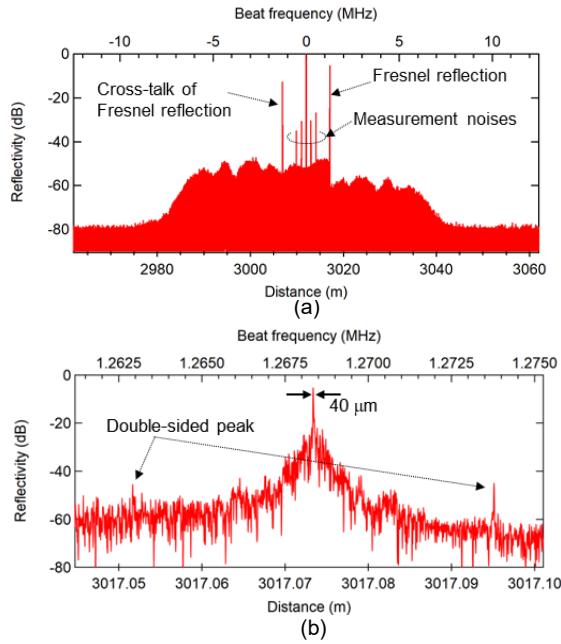 Beat frequency (MHz)
-10 -5 0 5 10
0
-20
-40
-60
-80
Reflectivity (dB)
Cross-talk of
Fresnel reflection
Fresnel reflection
Measurement noises
2980 3000 3020 3040 3060
Distance (m)
(a)
Beat frequency (MHz)
1.2625 1.2650 1.2675 1.2700 1.2725 1.2750
0
-20
-40
-60
-80
Reflectivity (dB)
40 μm
Double-sided peak
3017.05 3017.06 3017.07 3017.08 3017.09 3017.10
Distance (m)
(b)